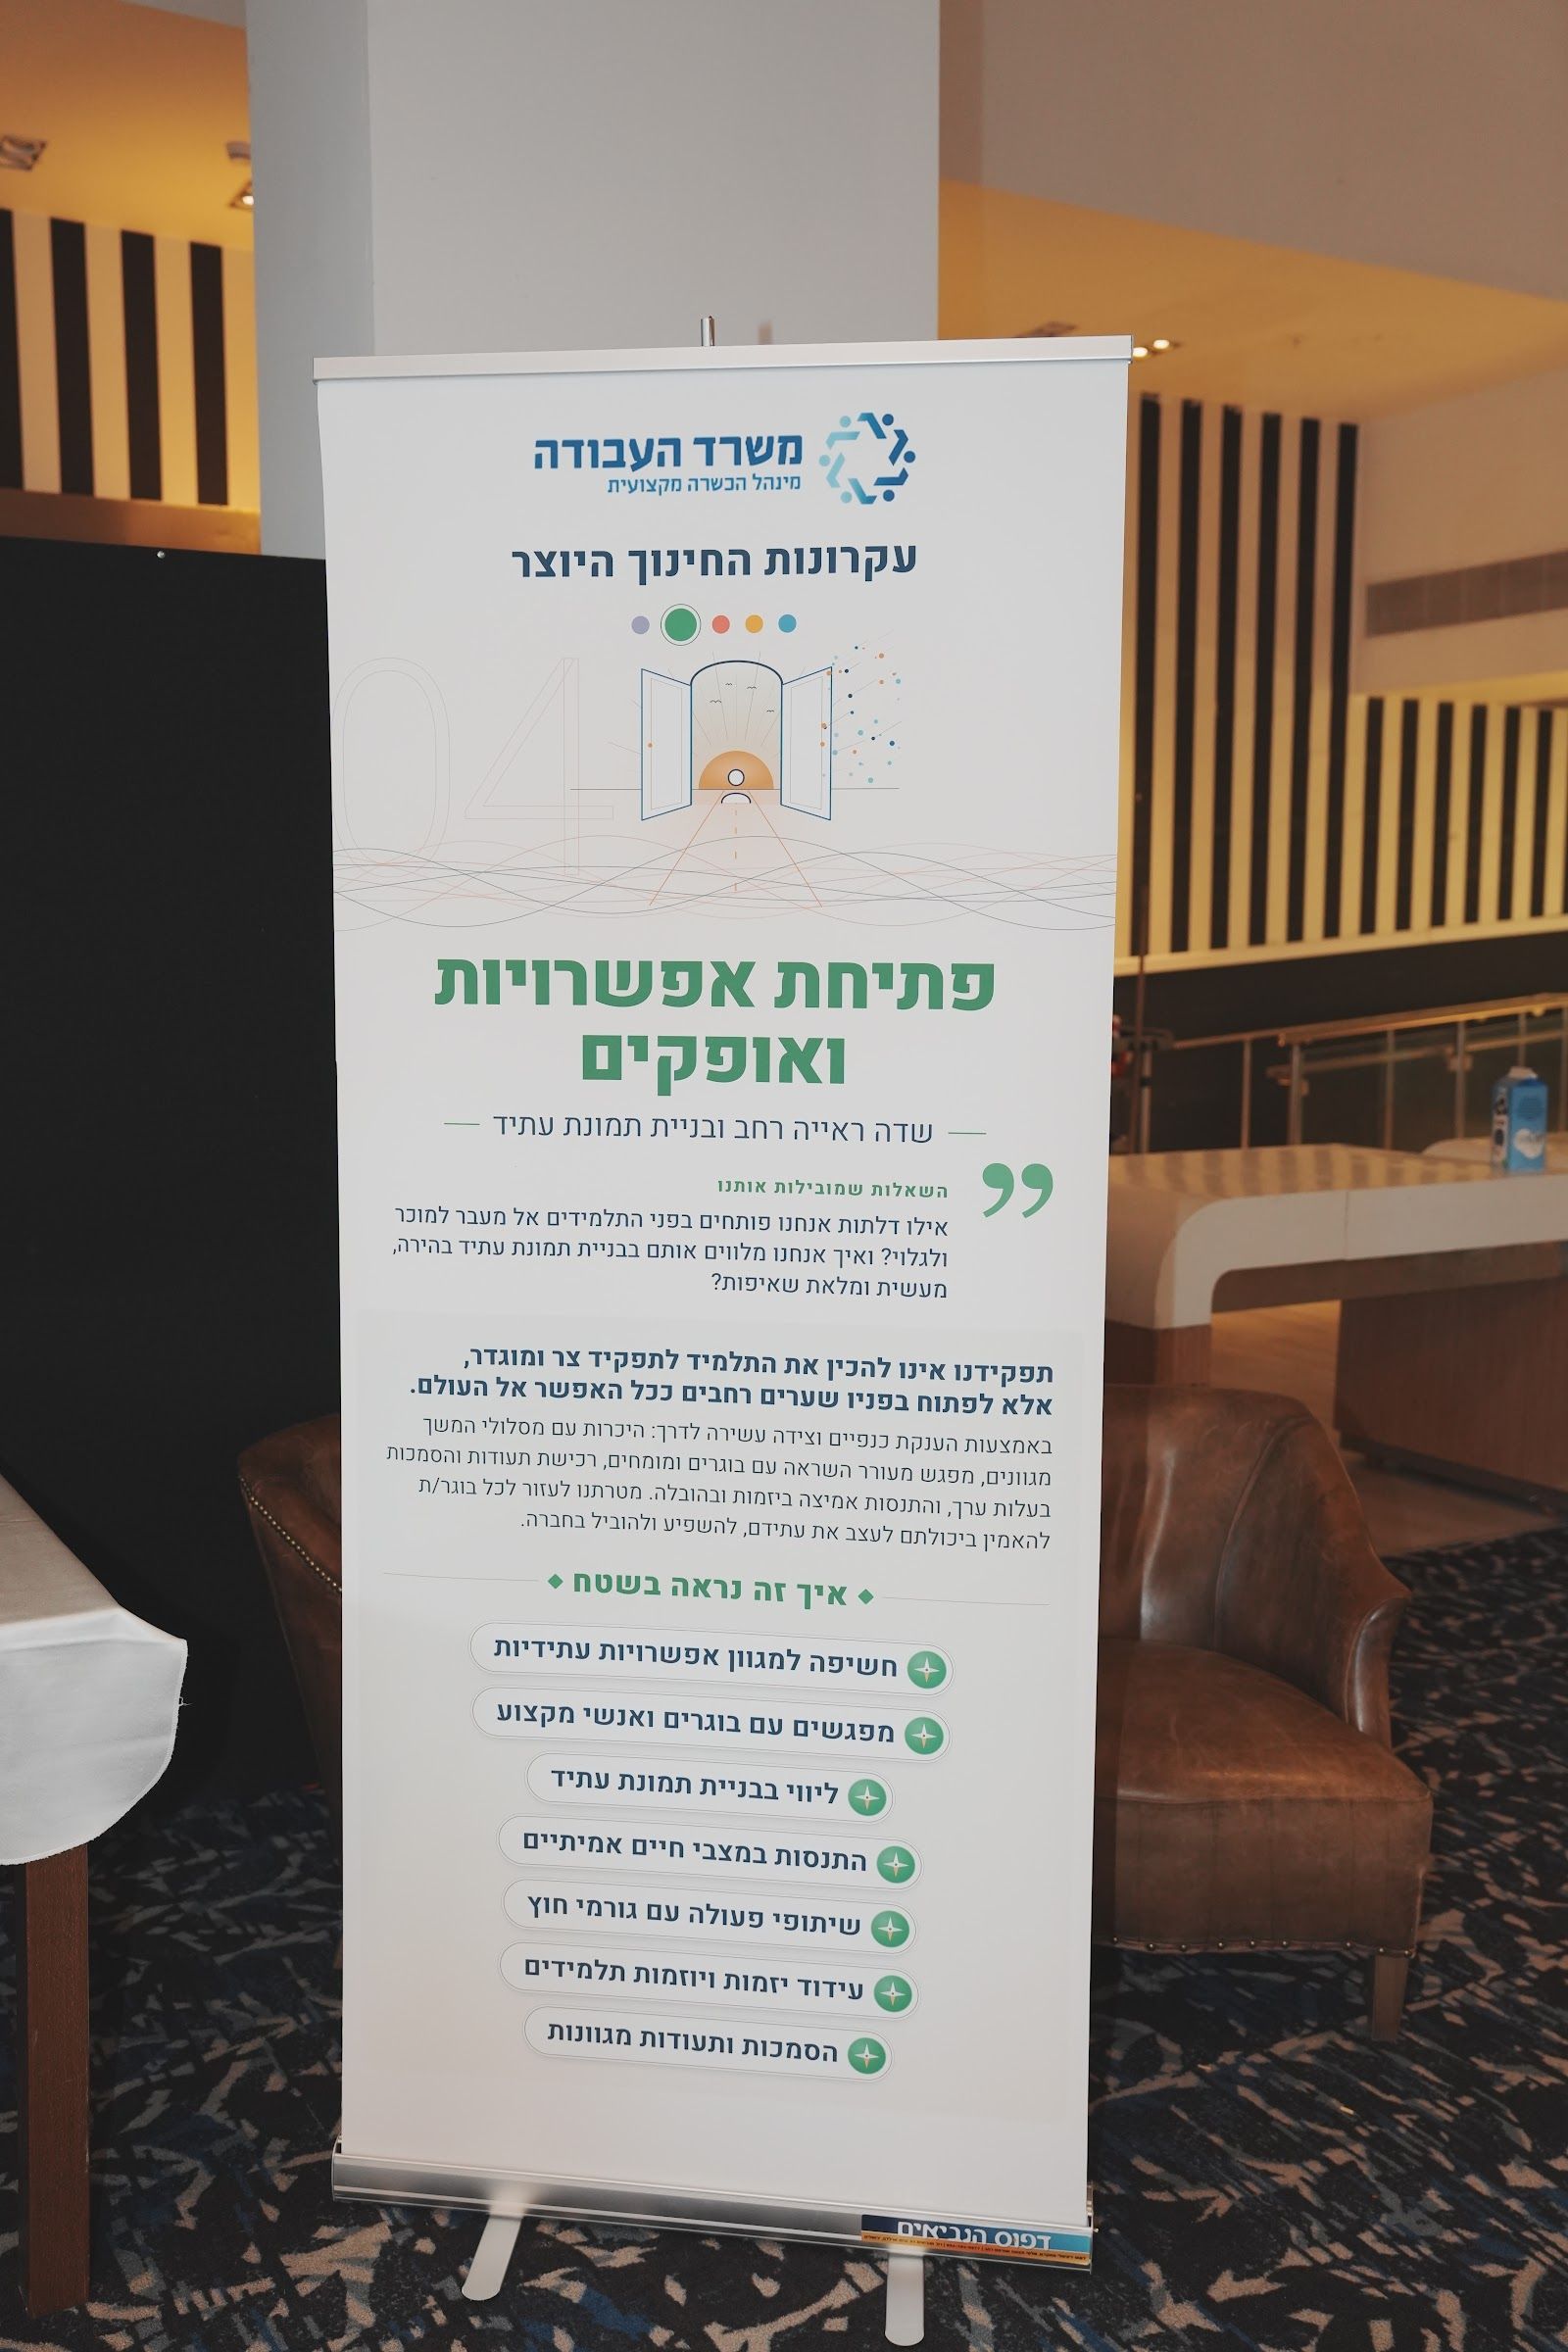 משרד העבודה
מינהל הכשרה מקצועית
עקרונות החינוך היוצר
04
פתיחת אפשרויות
ואופקים
שדה ראייה רחב ובניית תמונת עתיד
השאלות שמובילות אותנו
אילו דלתות אנחנו פותחים בפני התלמידים אל מעבר למוכר
ולגלוי? ואיך אנחנו מלווים אותם בבניית תמונת עתיד בהירה,
מעשית ומלאת שאיפות?
תפקידנו אינו להכין את התלמיד לתפקיד צר ומוגדר,
אלא לפתוח בפניו שערים רחבים ככל האפשר אל העולם.
באמצעות הענקת כנפיים וצידה עשירה לדרך: היכרות עם מסלולי המשך
מגוונים, מפגש מעורר השראה עם בוגרים ומומחים, רכישת תעודות והסמכות
בעלות ערך, והתנסות אמיצה ביזמות ובהובלה. מטרתנו לעזור לכל בוגר/ת
להאמין ביכולתם לעצב את עתידם, להשפיע ולהוביל בחברה.
איך זה נראה בשטח
חשיפה למגוון אפשרויות עתידיות
מפגשים עם בוגרים ואנשי מקצוע
ליווי בבניית תמונת עתיד
התנסות במצבי חיים אמיתיים
שיתופי פעולה עם גורמי חוץ
עידוד יזמות ויוזמות תלמידים
הסמכות ותעודות מגוונות
דפוס הנביאים